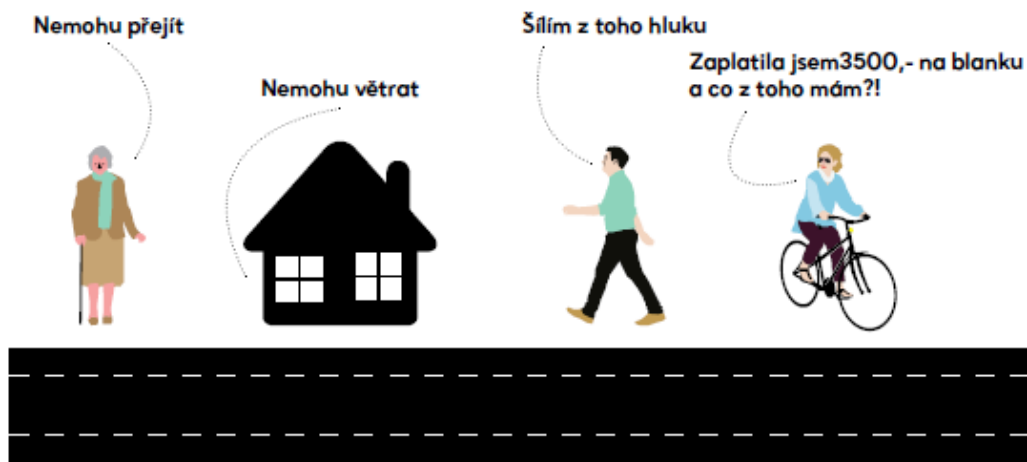 Nemohu přejít
Nemohu větrat
Šílím z toho hluku
Zaplatila jsem3500,- na blanku
a co z toho mám?!